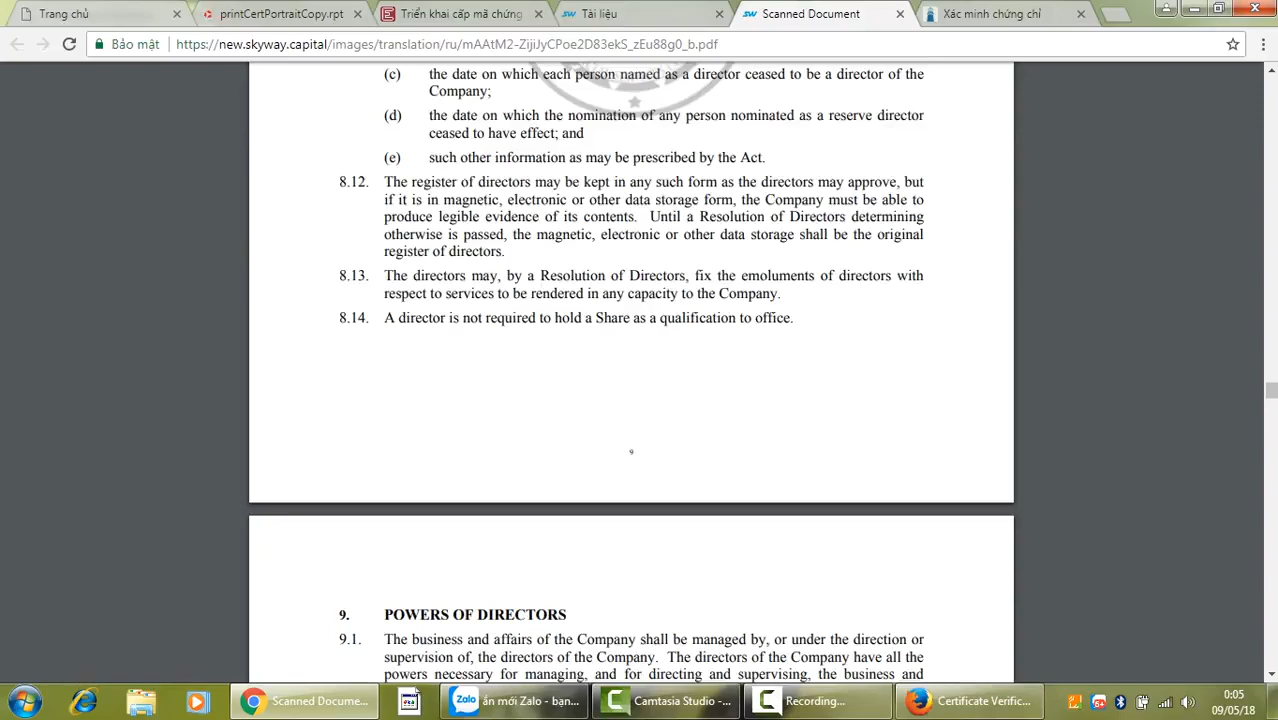 Trang chủ
printCertPortraitCopy.rpt
Triển khai cấp mã chứng
Tài liệu
Scanned Document
Xác minh chứng chỉ
Bảo mật
https://new.skyway.capital/images/translation/ru/mAAtM2-ZijiJyCPoe2D83ekS_zEu88g0_b.pdf
(c) the date on which each person named as a director ceased to be a director of the
Company;
(d) the date on which the nomination of any person nominated as a reserve director
ceased to have effect; and
(e) such other information as may be prescribed by the Act.
8.12. The register of directors may be kept in any such form as the directors may approve, but
if it is in magnetic, electronic or other data storage form, the Company must be able to
produce legible evidence of its contents. Until a Resolution of Directors determining
otherwise is passed, the magnetic, electronic or other data storage shall be the original
register of directors.
8.13. The directors may, by a Resolution of Directors, fix the emoluments of directors with
respect to services to be rendered in any capacity to the Company.
8.14. A director is not required to hold a Share as a qualification to office.
9
9. POWERS OF DIRECTORS
9.1. The business and affairs of the Company shall be managed by, or under the direction or
supervision of, the directors of the Company. The directors of the Company have all the
powers necessary for managing, and for directing and supervising, the business and
Scanned Docume...
Zalo
ắn mới Zalo - bạn...
Camtasia Studio -...
Recording...
Certificate Verific...
0:05
09/05/18